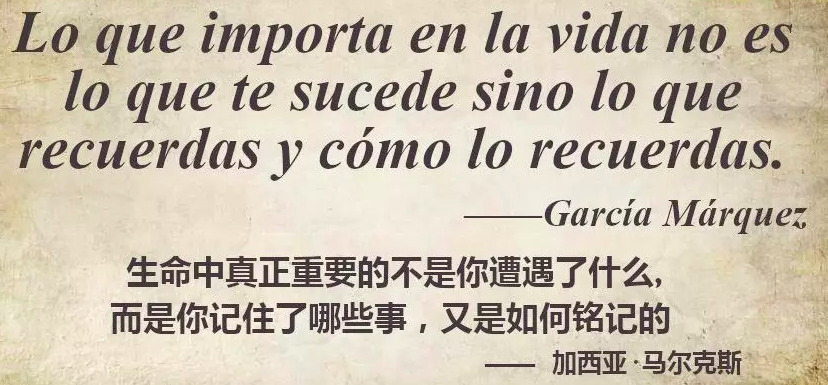 Lo que importa en la vida no es
lo que te sucede sino lo que
recuerdas y cómo lo recuerdas.
——García Márquez
生命中真正重要的不是你遭遇了什么,
而是你记住了哪些事，又是如何铭记的
—— 加西亚·马尔克斯